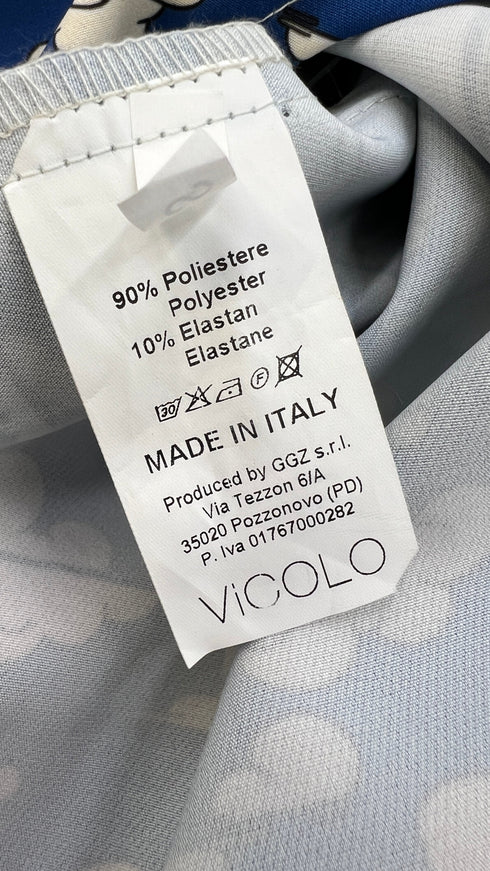 S
90% Poliestere
Polyester
10% Elastan
Elastane
30
F
MADE IN ITALY
Produced by GGZ s.r.l.
Via Tezzon 6/A
35020 Pozzonovo (PD)
P. Iva 01767000282
ViCOLO